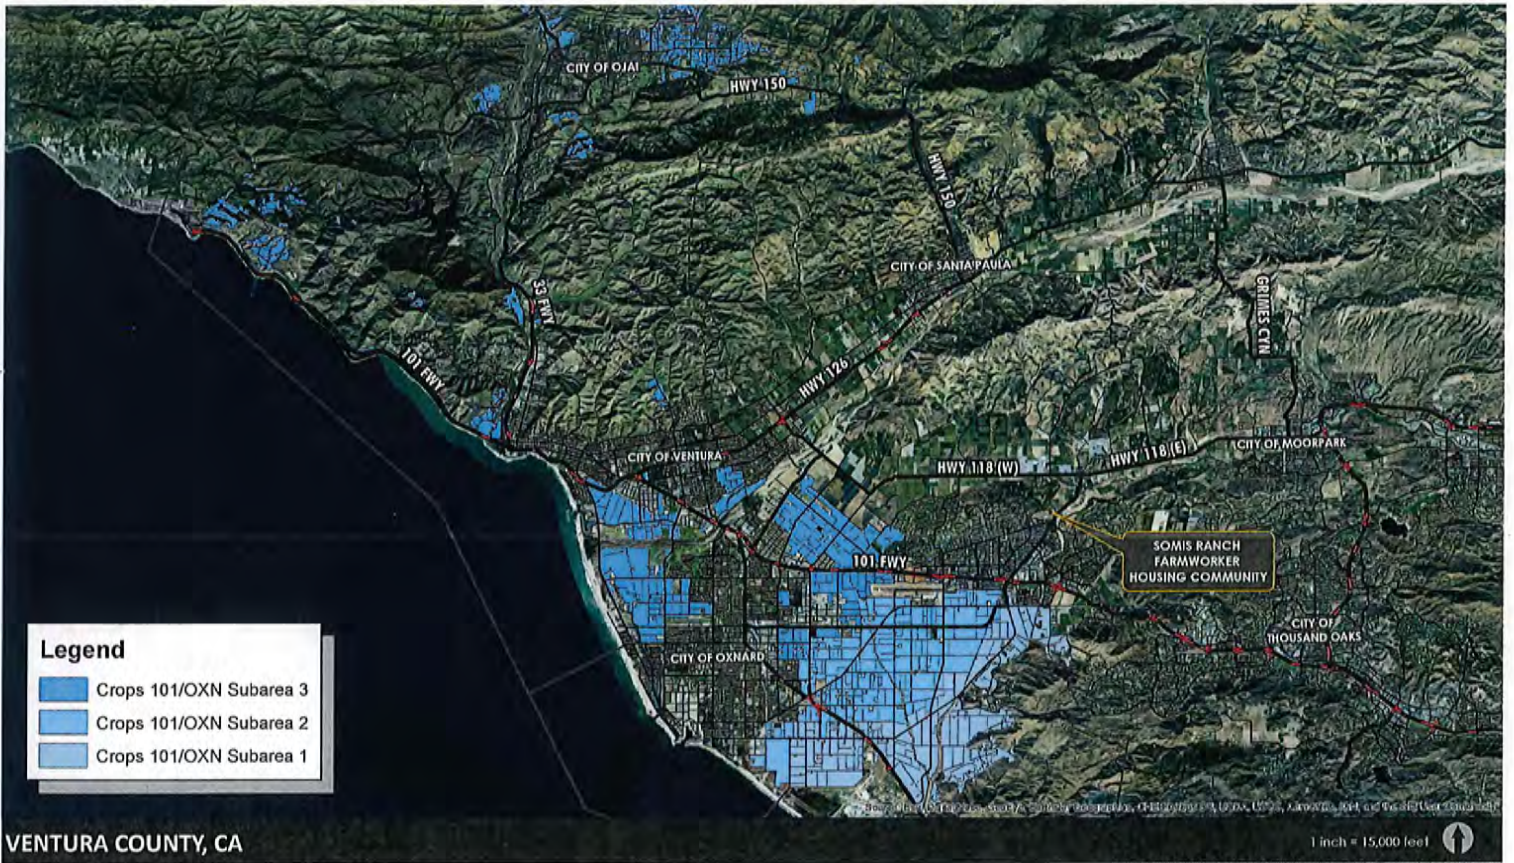 CITY OF OJAI
HWY 150
HWY 150
CITY OF SANTA PAULA
33 FWY
GRIMES CYN
101 FWY
HWY 126
CITY OF VENTURA
HWY 118 (W)
HWY 118 (E)
CITY OF MOORPARK
101 FWY
SOMIS RANCH
FARMWORKER
HOUSING COMMUNITY
CITY OF
THOUSAND OAKS
CITY OF OXNARD
Legend
Crops 101/OXN Subarea 3
Crops 101/OXN Subarea 2
Crops 101/OXN Subarea 1
VENTURA COUNTY, CA
1 inch = 15,000 feet